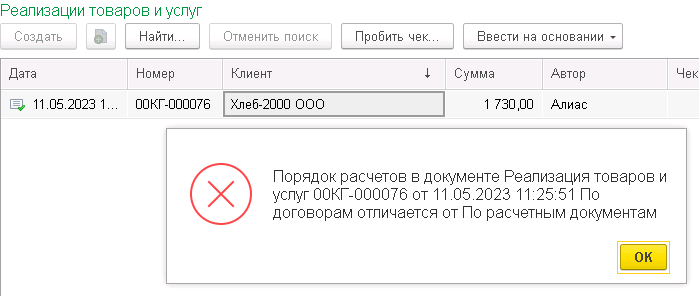 Реализации товаров и услуг
Создать Найти... Отменить поиск Пробить чек... Ввести на основании
Дата Номер Клиент ↓ Сумма Автор Чек
11.05.2023 1... 00КГ-000076 Хлеб-2000 ООО 1 730,00 Алиас
Порядок расчетов в документе Реализация товаров и
услуг 00КГ-000076 от 11.05.2023 11:25:51 По
договорам отличается от По расчетным документам
ОК